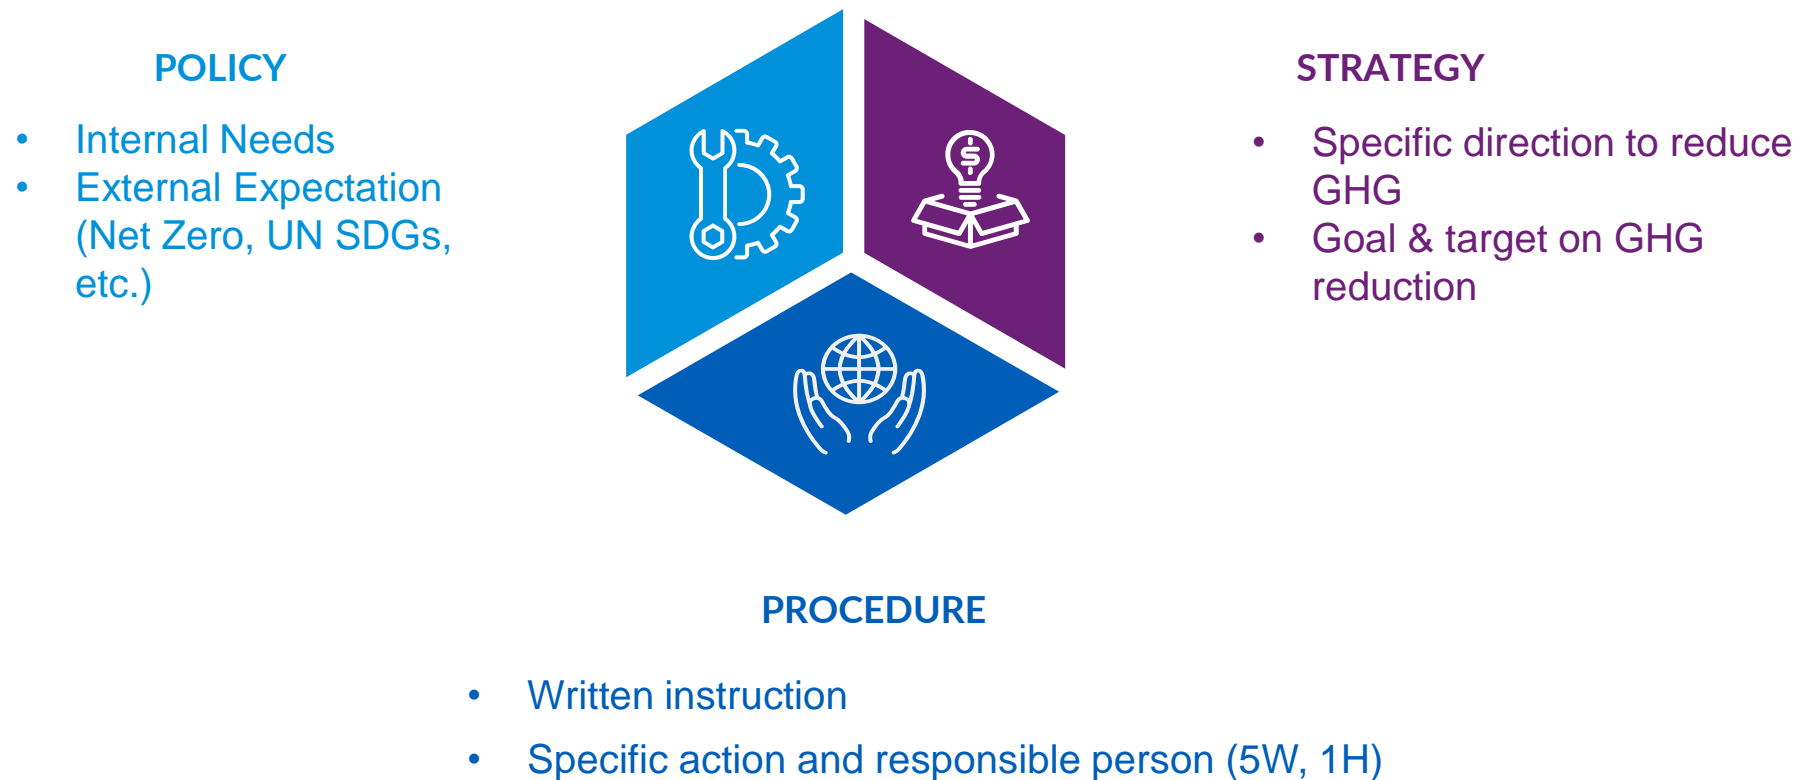 POLICY
• Internal Needs
• External Expectation
(Net Zero, UN SDGs,
etc.)
STRATEGY
• Specific direction to reduce
GHG
• Goal & target on GHG
reduction
$
PROCEDURE
• Written instruction
• Specific action and responsible person (5W, 1H)